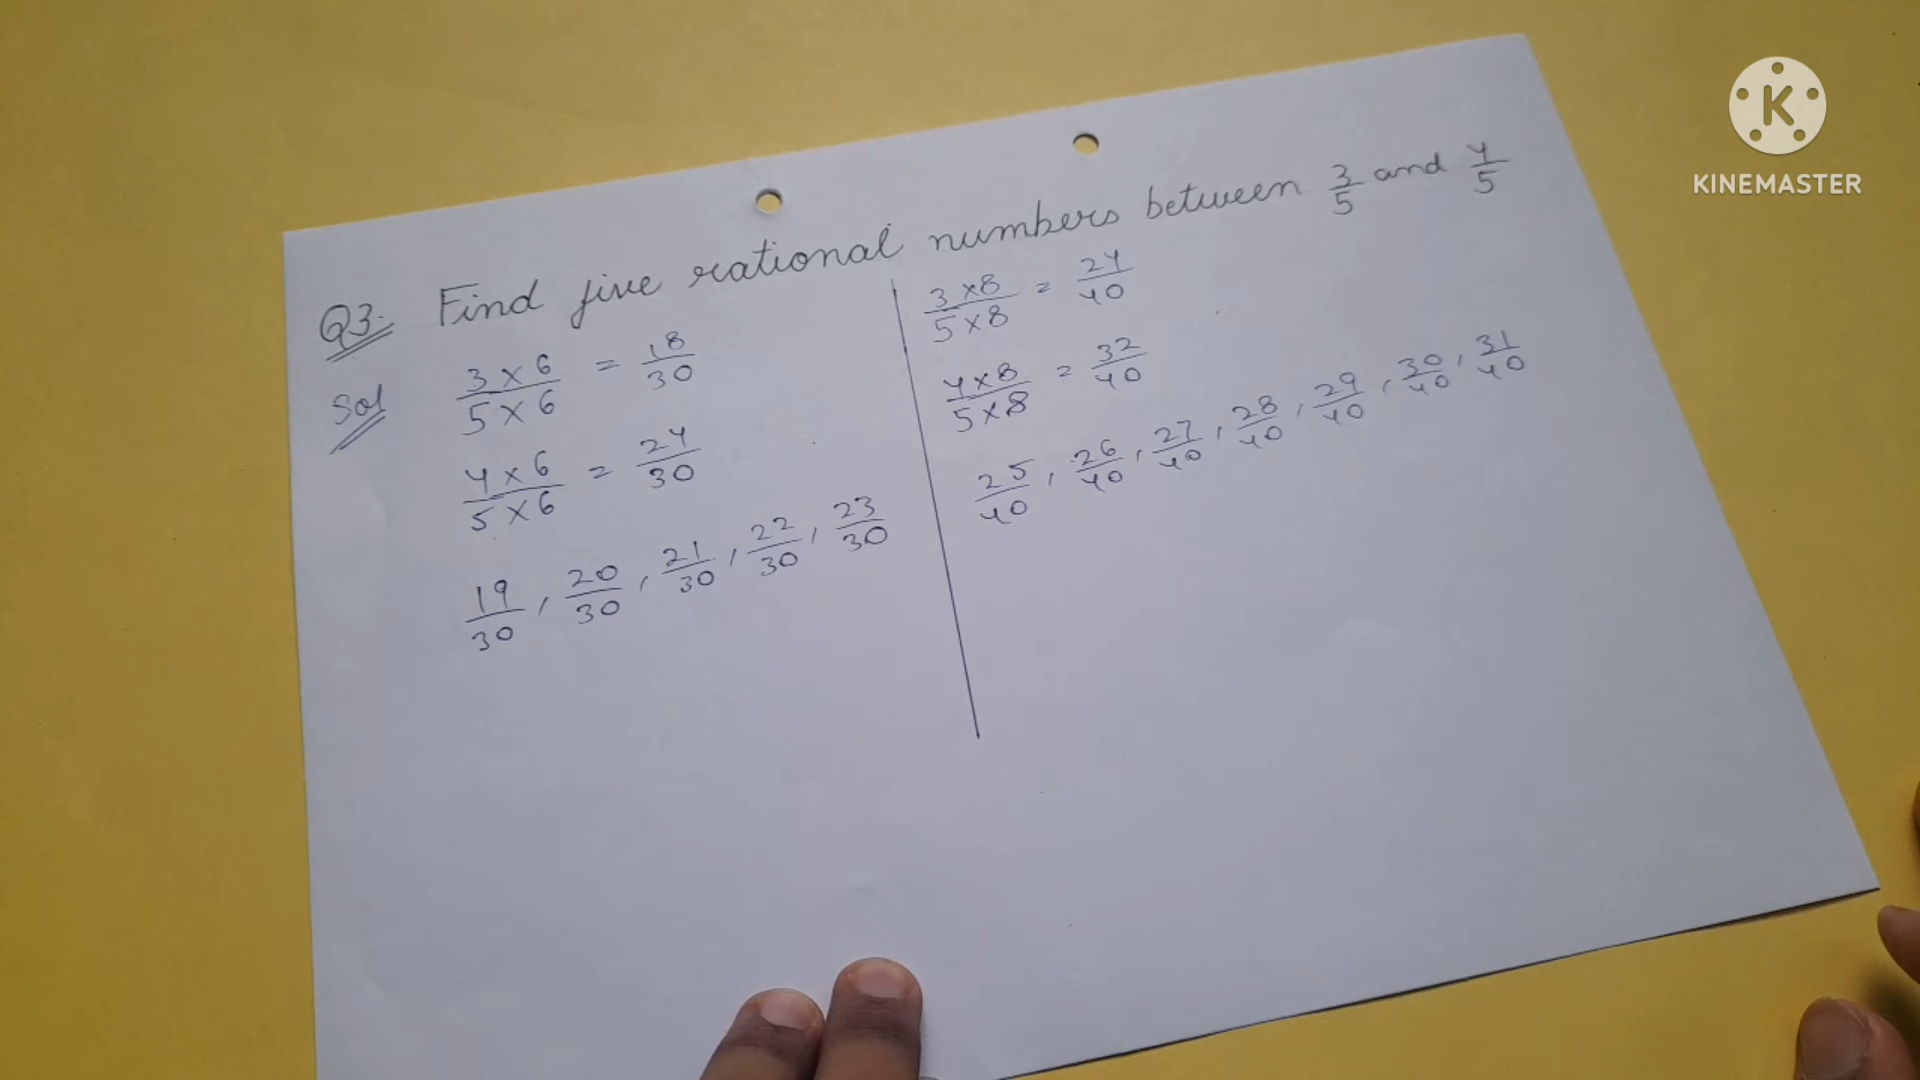 Q3. Find five rational numbers between 3/5 and 4/5
Sol 3 × 6 / 5 × 6 = 18/30
4 × 6 / 5 × 6 = 24/30
19/30, 20/30, 21/30, 22/30, 23/30
3 × 8 / 5 × 8 = 24/40
4 × 8 / 5 × 8 = 32/40
25/40, 26/40, 27/40, 28/40, 29/40, 30/40, 31/40
K
KINEMASTER